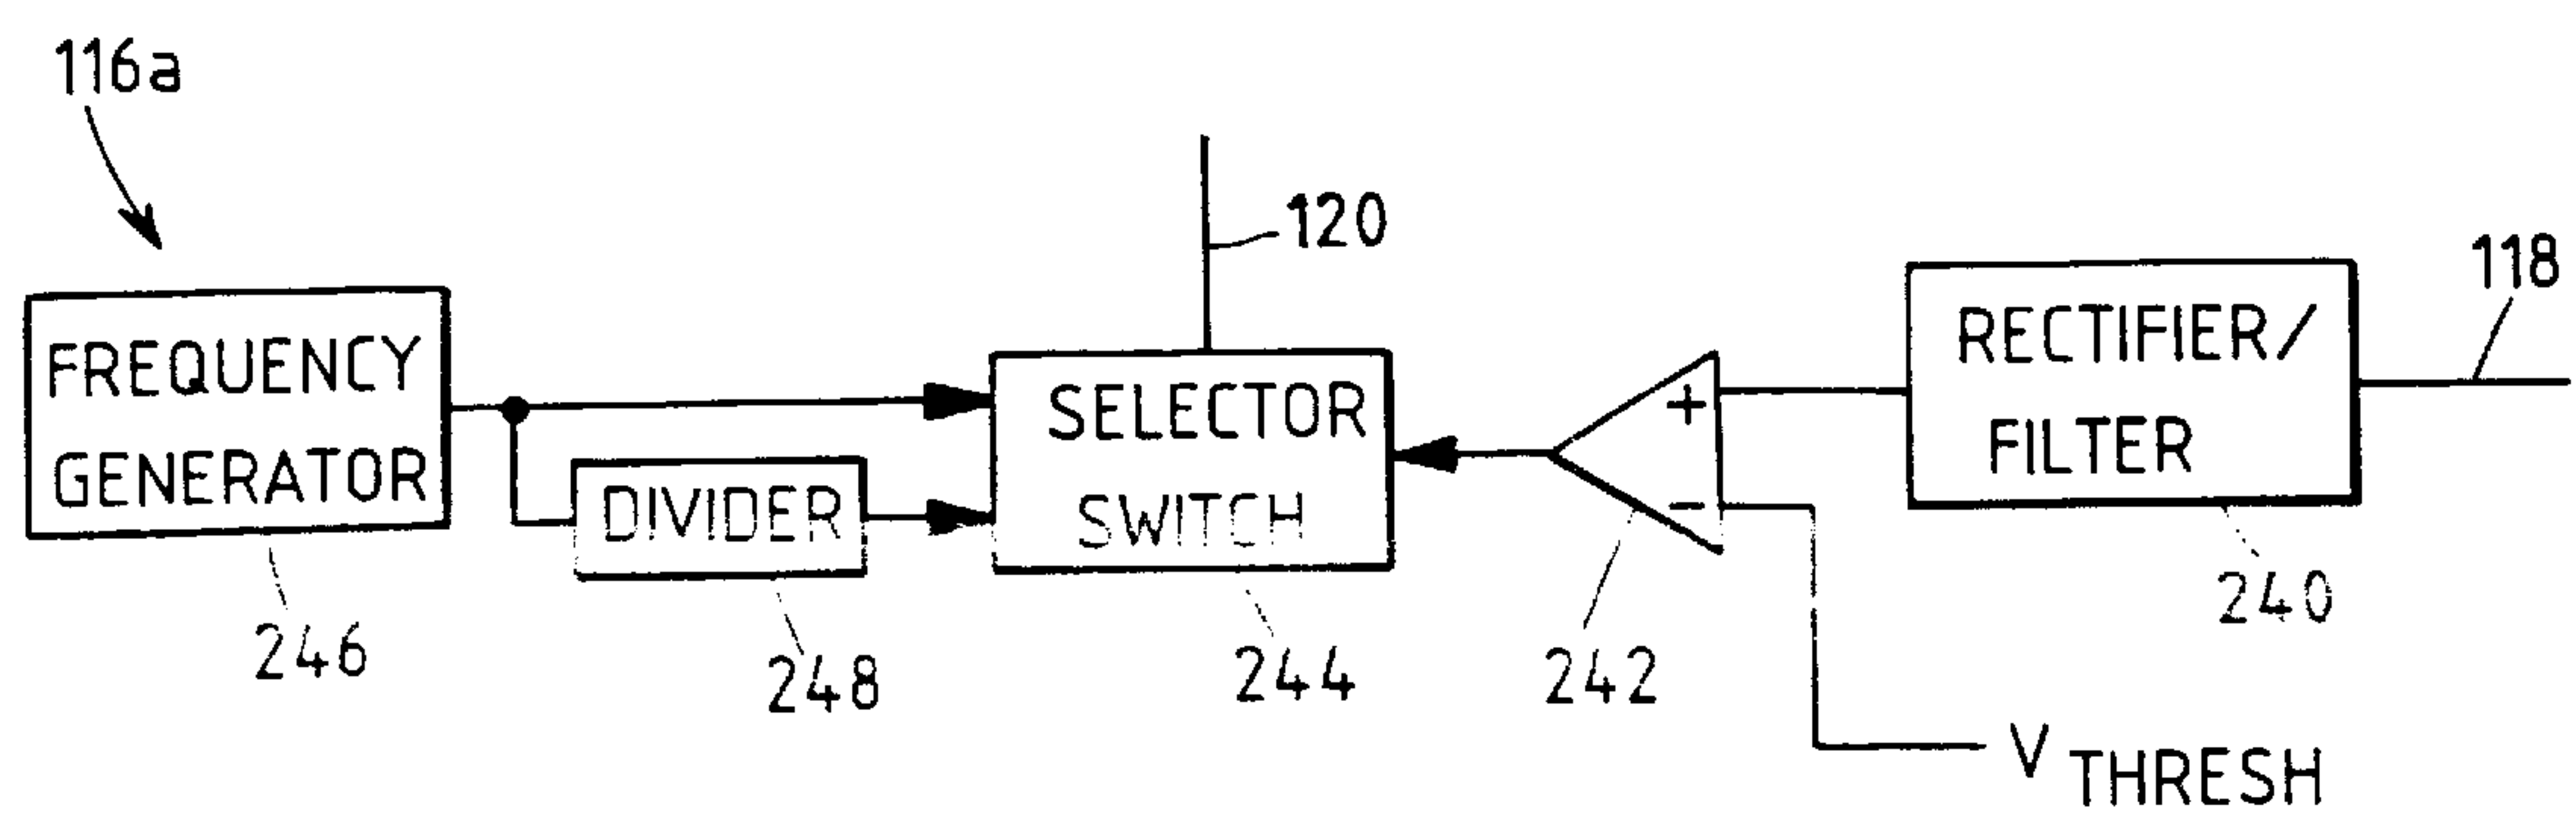 116a
120
118
FREQUENCY
GENERATOR
DIVIDER
SELECTOR
SWITCH
+
−
RECTIFIER/
FILTER
246
248
244
242
240
V THRESH